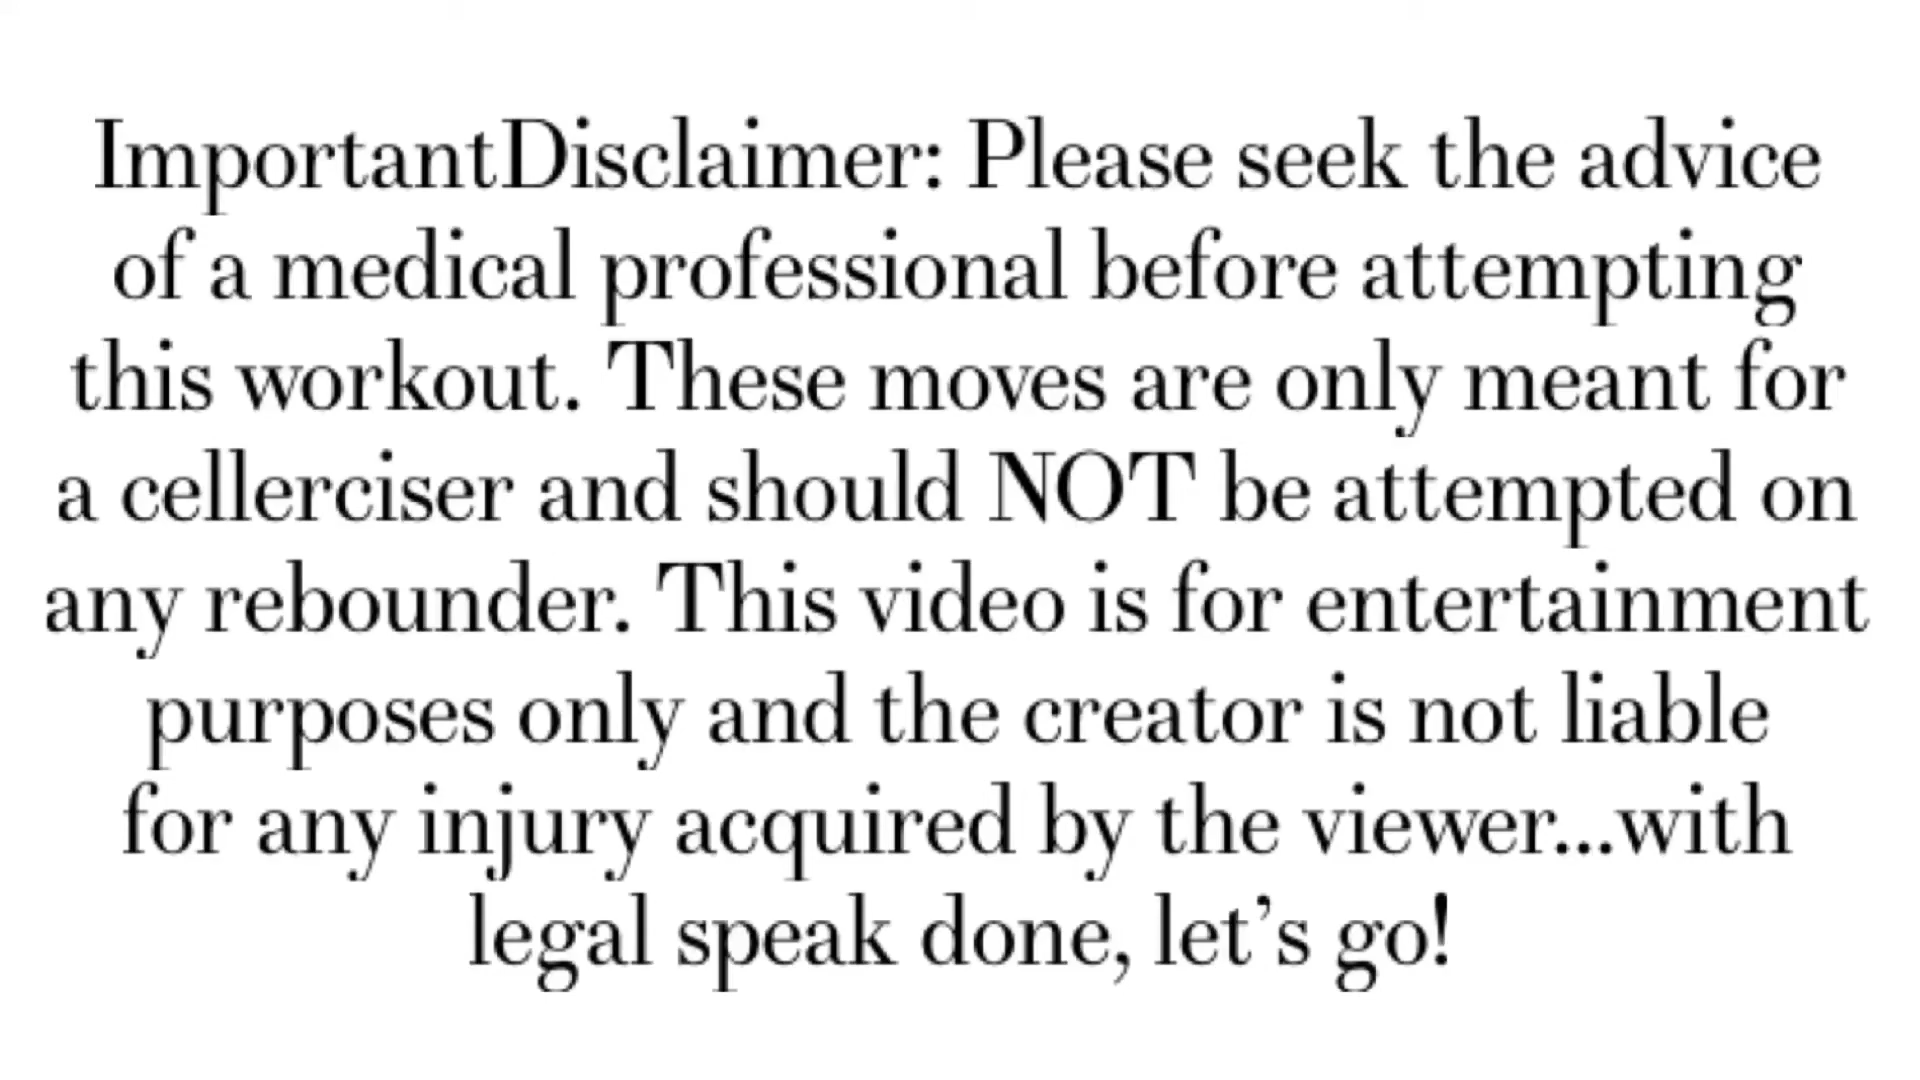 ImportantDisclaimer: Please seek the advice
of a medical professional before attempting
this workout. These moves are only meant for
a cellerciser and should NOT be attempted on
any rebounder. This video is for entertainment
purposes only and the creator is not liable
for any injury acquired by the viewer...with
legal speak done, let’s go!